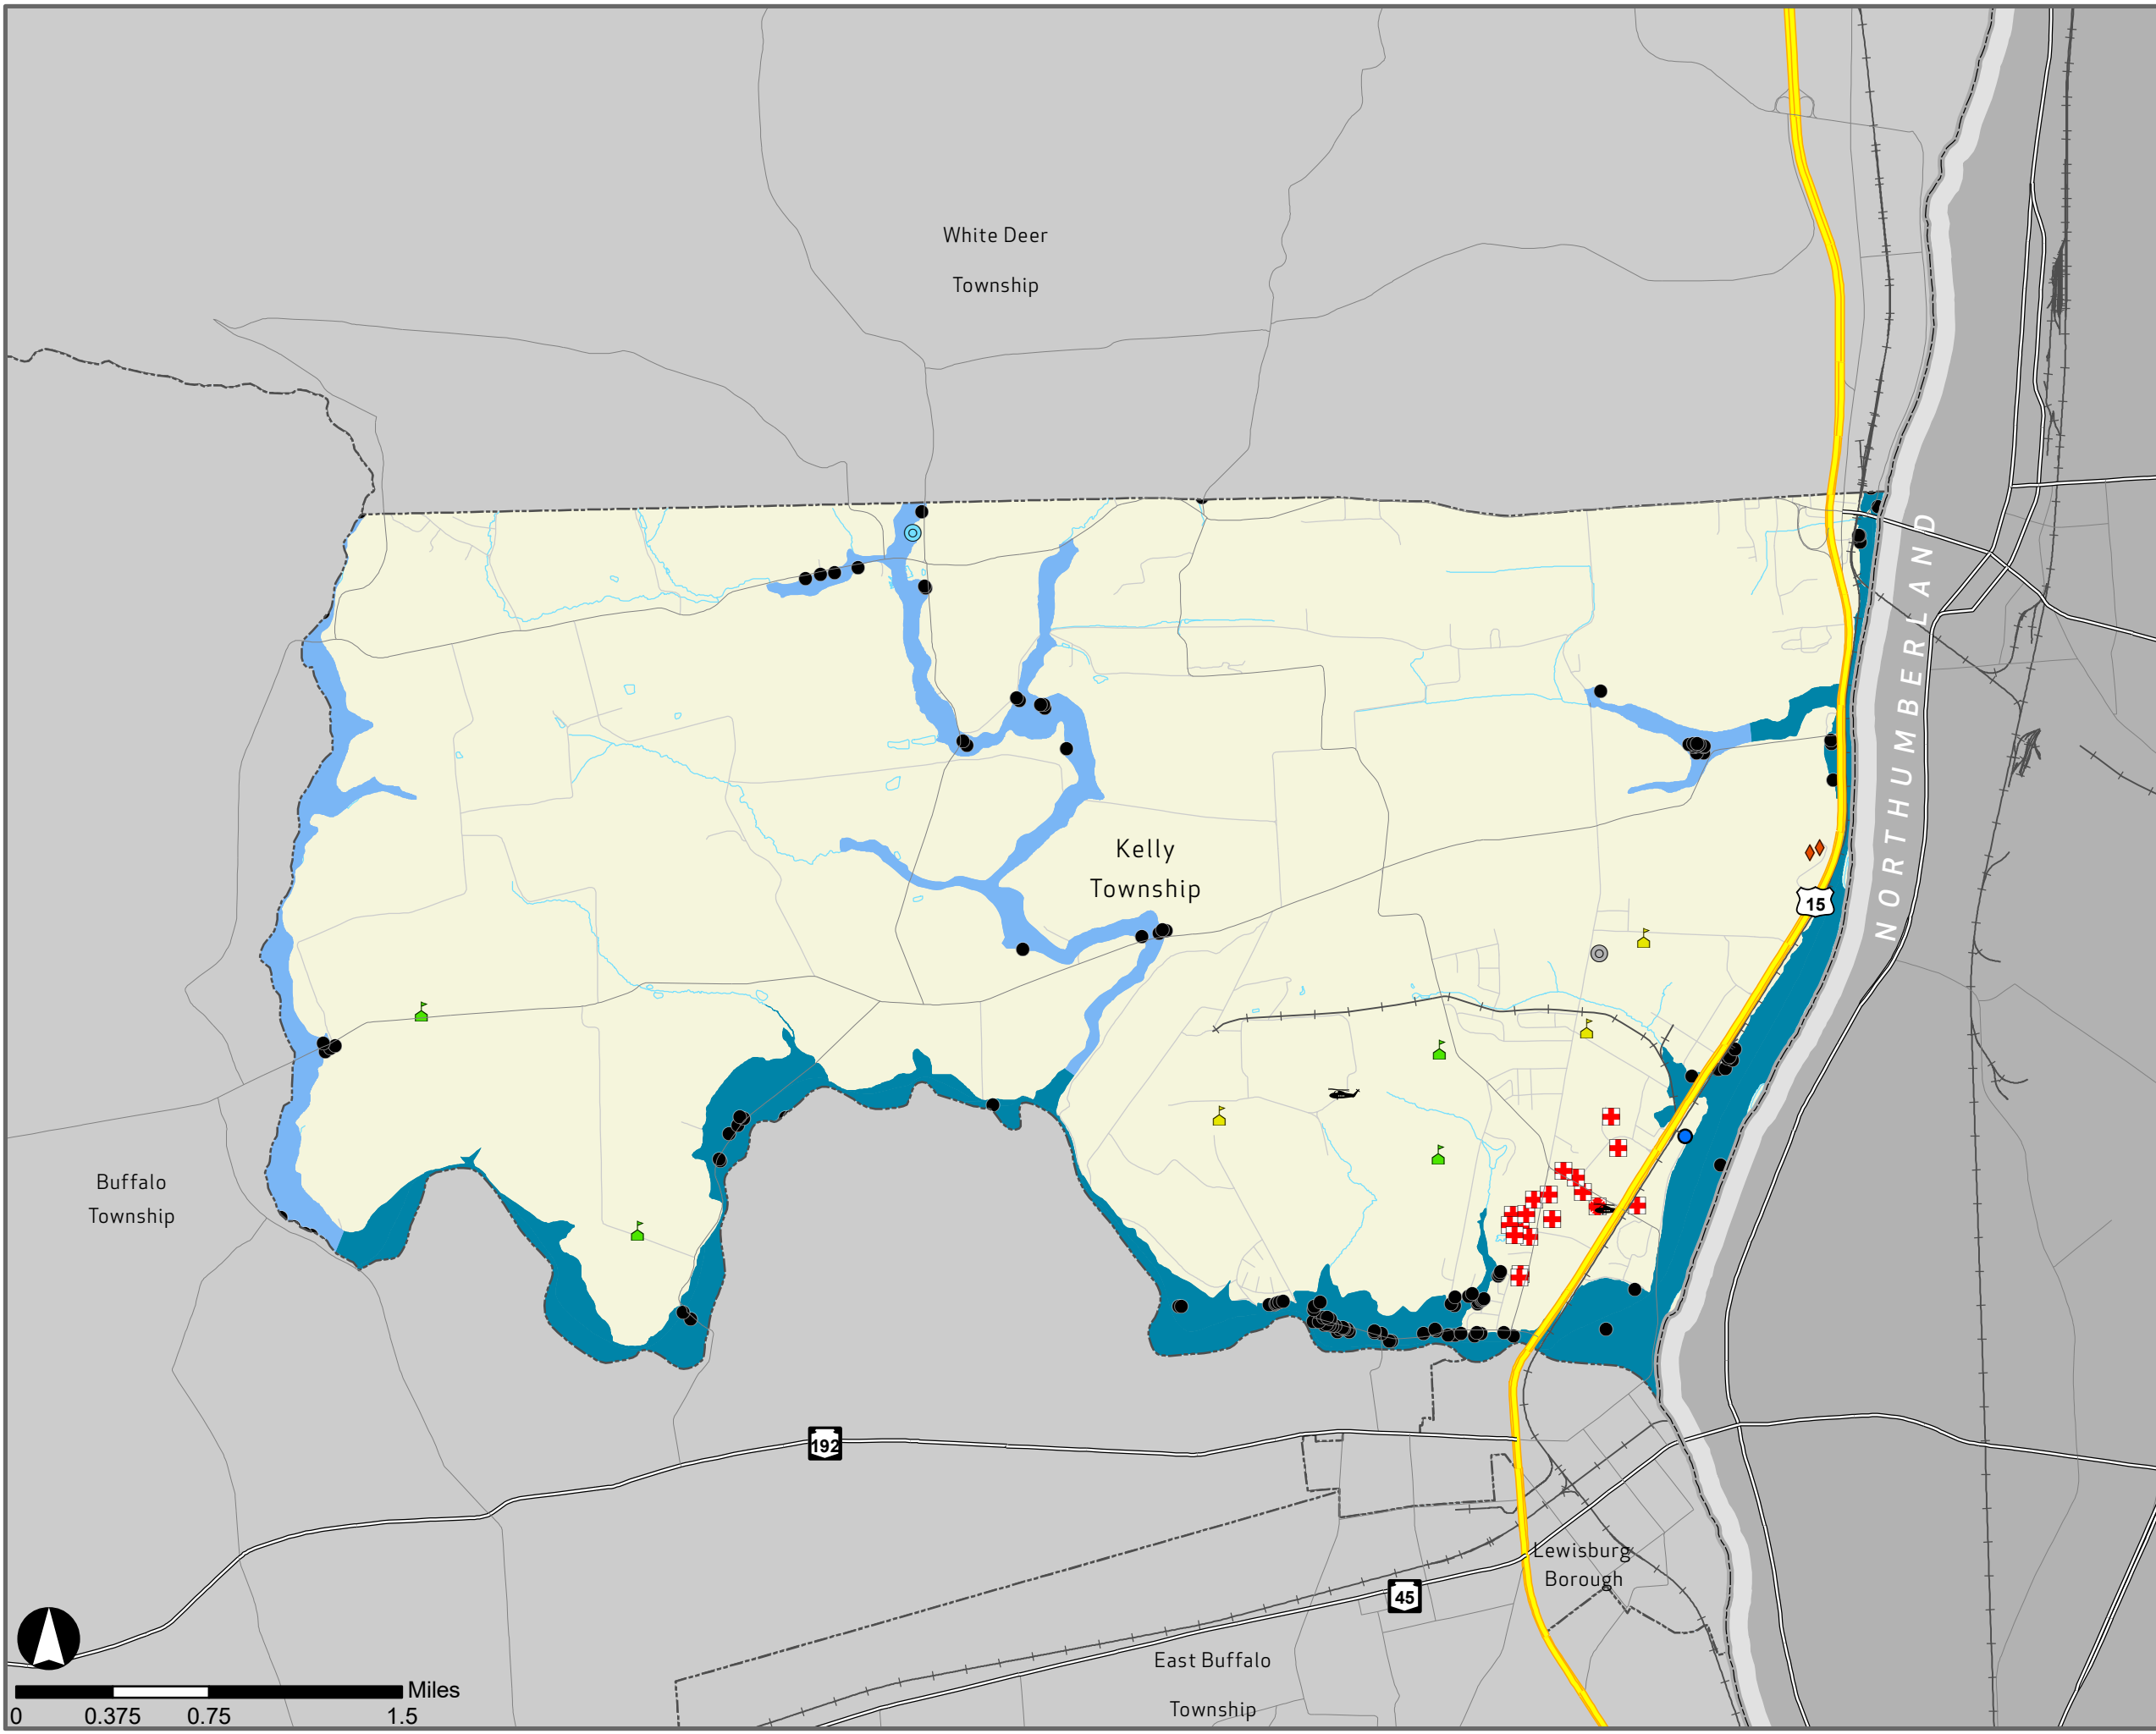 White Deer
Township
NORTHUMBERLAND
Kelly
Township
15
Buffalo
Township
192
Lewisburg
Borough
45
East Buffalo
Township
Miles
0 0.375 0.75 1.5